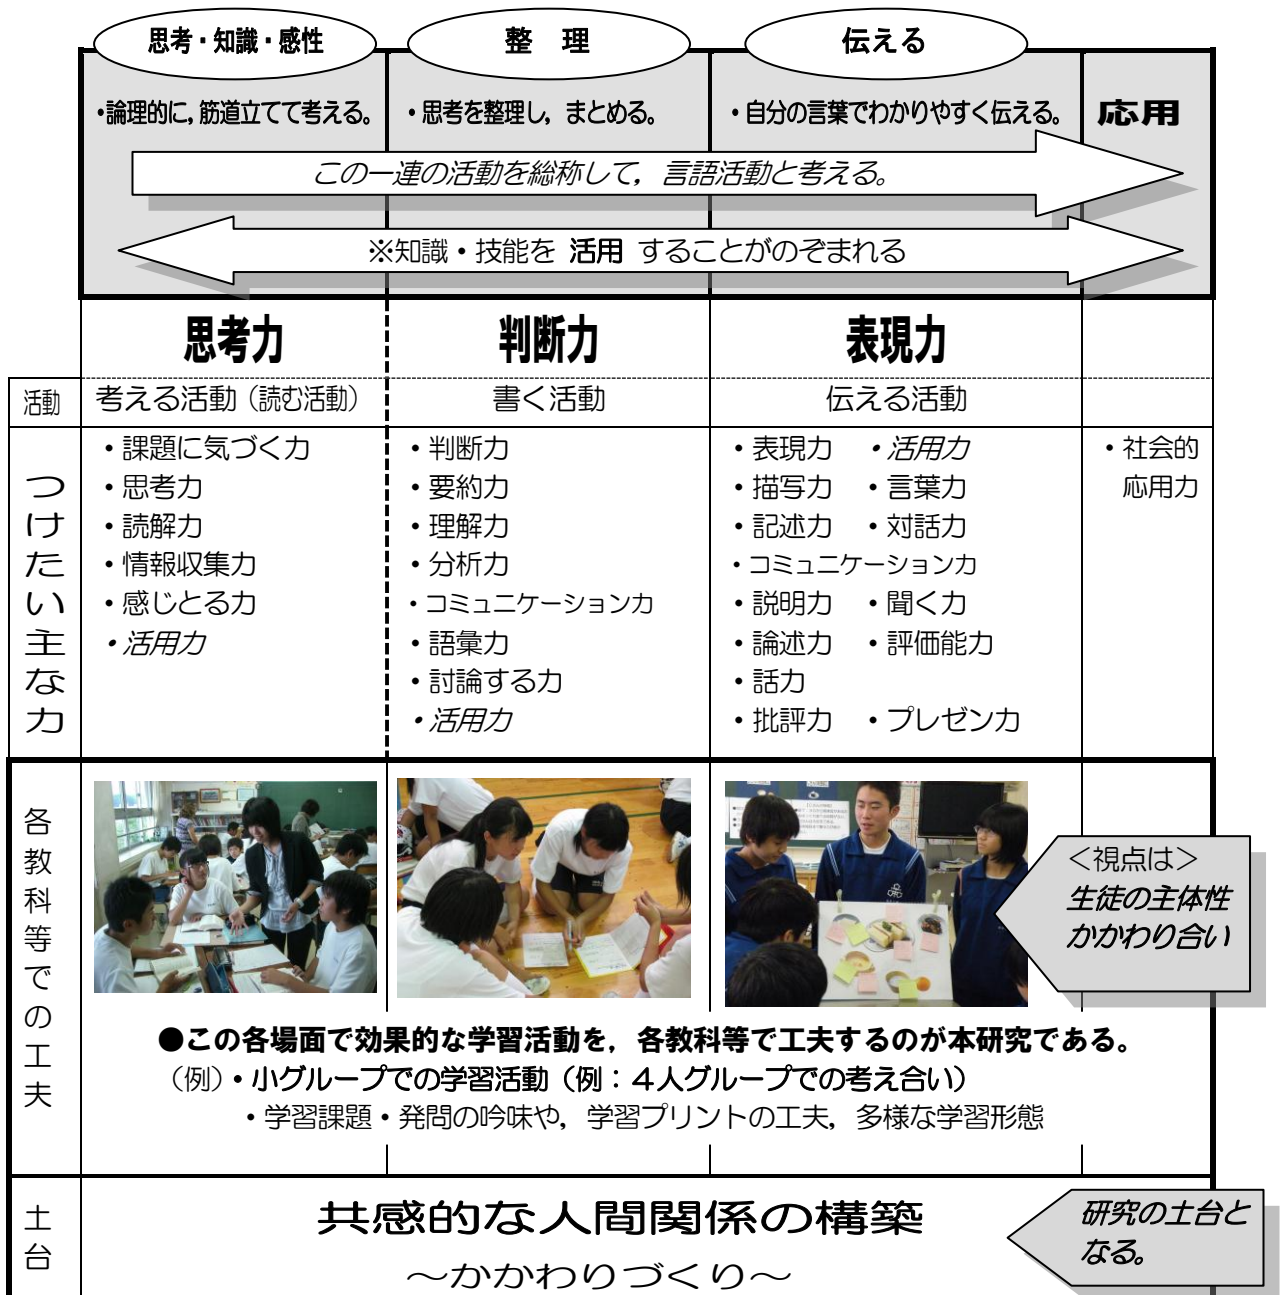 思考・知識・感性
整 理
伝える
・論理的に，筋道立てて考える。
・思考を整理し，まとめる。
・自分の言葉でわかりやすく伝える。
応用
この一連の活動を総称して，言語活動と考える。
※知識・技能を 活用 することがのぞまれる
思考力
判断力
表現力
活動
考える活動（読む活動）
書く活動
伝える活動
つけたい主な力
・課題に気づく力
・思考力
・読解力
・情報収集力
・感じとる力
・活用力
・判断力
・要約力
・理解力
・分析力
・コミュニケーション力
・語彙力
・討論する力
・活用力
・表現力 ・活用力
・描写力 ・言葉力
・記述力 ・対話力
・コミュニケーション力
・説明力 ・聞く力
・論述力 ・評価能力
・話力
・批評力 ・プレゼン力
・社会的
応用力
各教科等での工夫
＜視点は＞
生徒の主体性
かかわり合い
●この各場面で効果的な学習活動を，各教科等で工夫するのが本研究である。
（例）・小グループでの学習活動（例：４人グループでの考え合い）
・学習課題・発問の吟味や，学習プリントの工夫，多様な学習形態
土台
共感的な人間関係の構築
～かかわりづくり～
研究の土台と
なる。